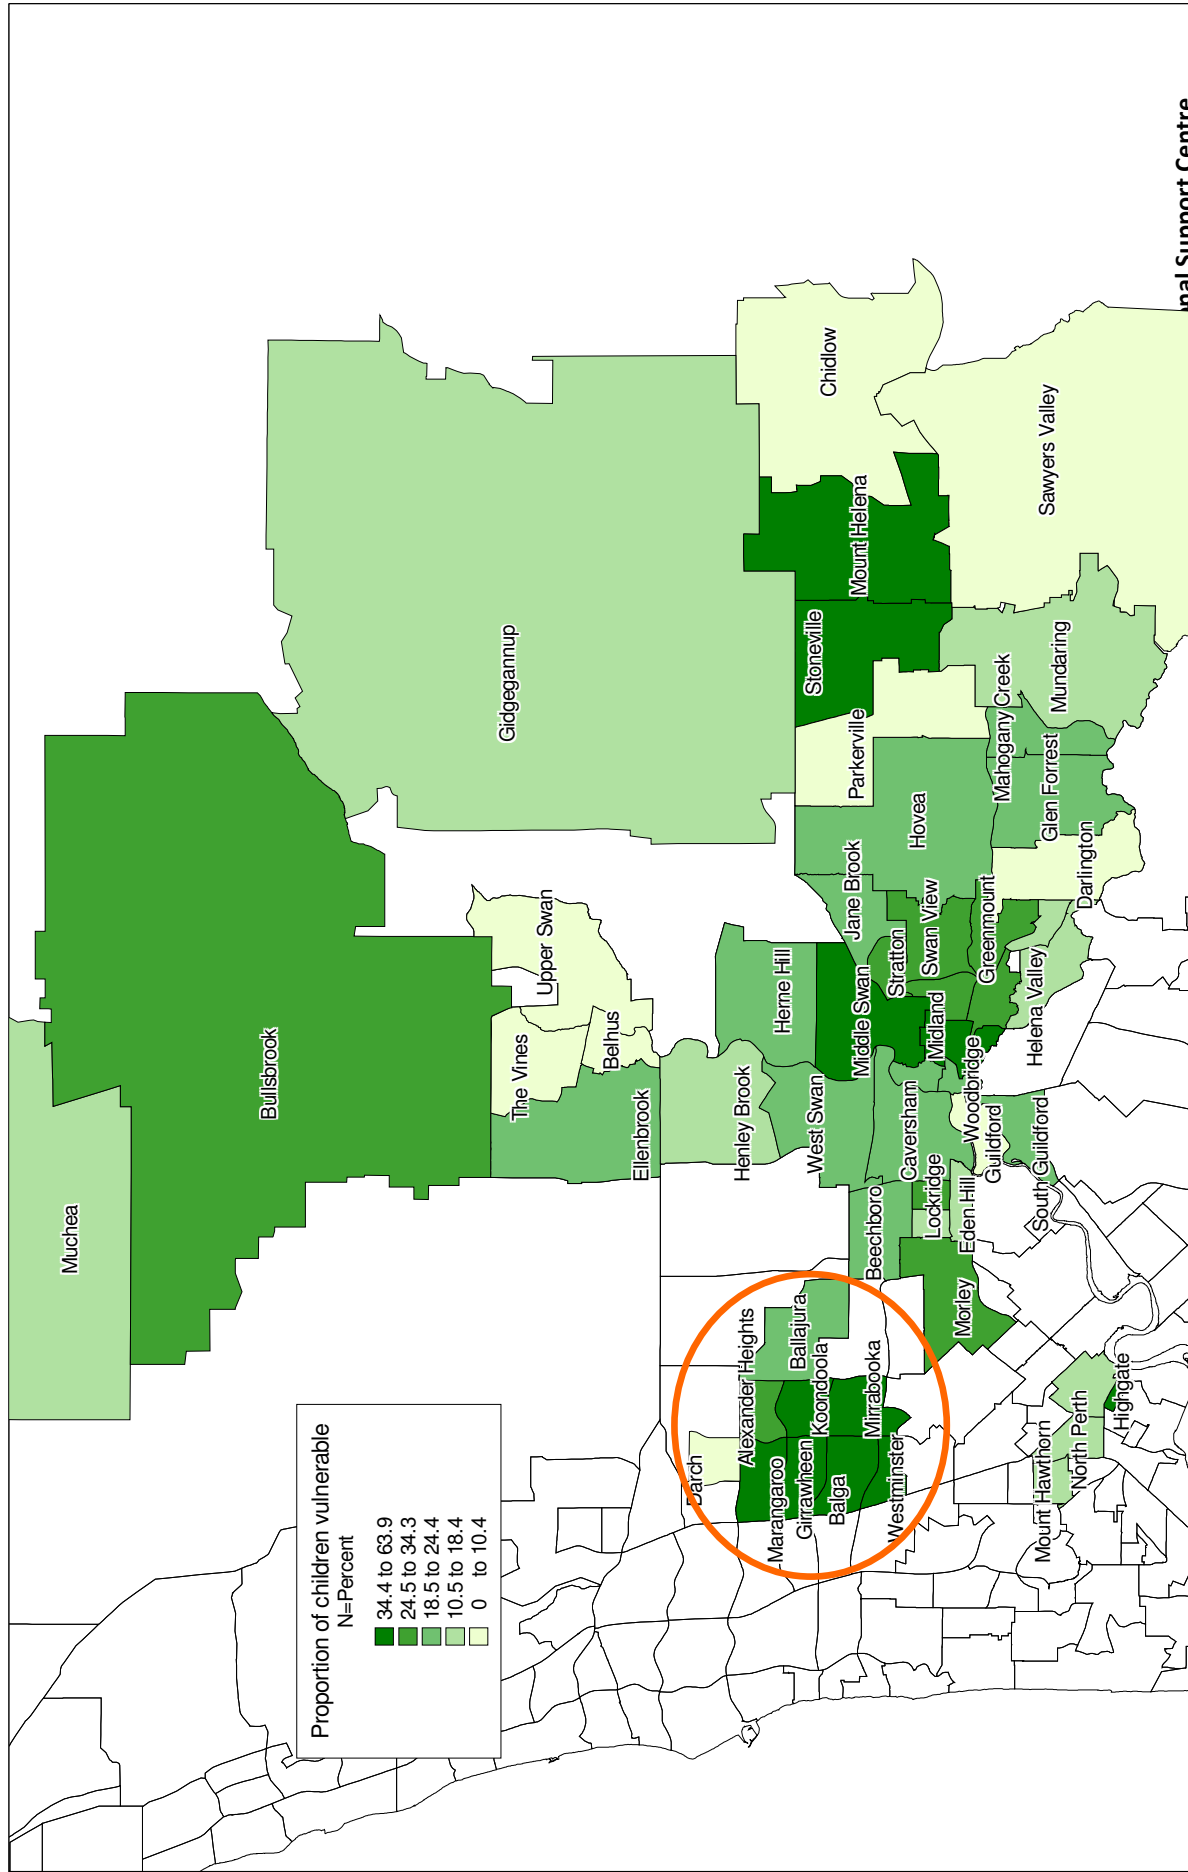 Muchea
Bullsbrook
Gidgegannup
Upper Swan
The Vines
Belhus
Ellenbrook
Henley Brook
Herne Hill
West Swan
Middle Swan
Jane Brook
Stratton
Swan View
Midland
Greenmount
Hovea
Parkerville
Stoneville
Mount Helena
Chidlow
Sawyers Valley
Mundaring
Mahogany Creek
Glen Forrest
Darlington
Helena Valley
Woodbridge
Guildford
South Guildford
Caversham
Lockridge
Eden Hill
Beechboro
Morley
Ballajura
Alexander Heights
Koondoola
Mirrabooka
Darch
Marangaroo
Girrawheen
Balga
Westminster
Mount Hawthorn
North Perth
Highgate
Proportion of children vulnerable
N=Percent
34.4 to 63.9
24.5 to 34.3
18.5 to 24.4
10.5 to 18.4
0 to 10.4
Support Centre